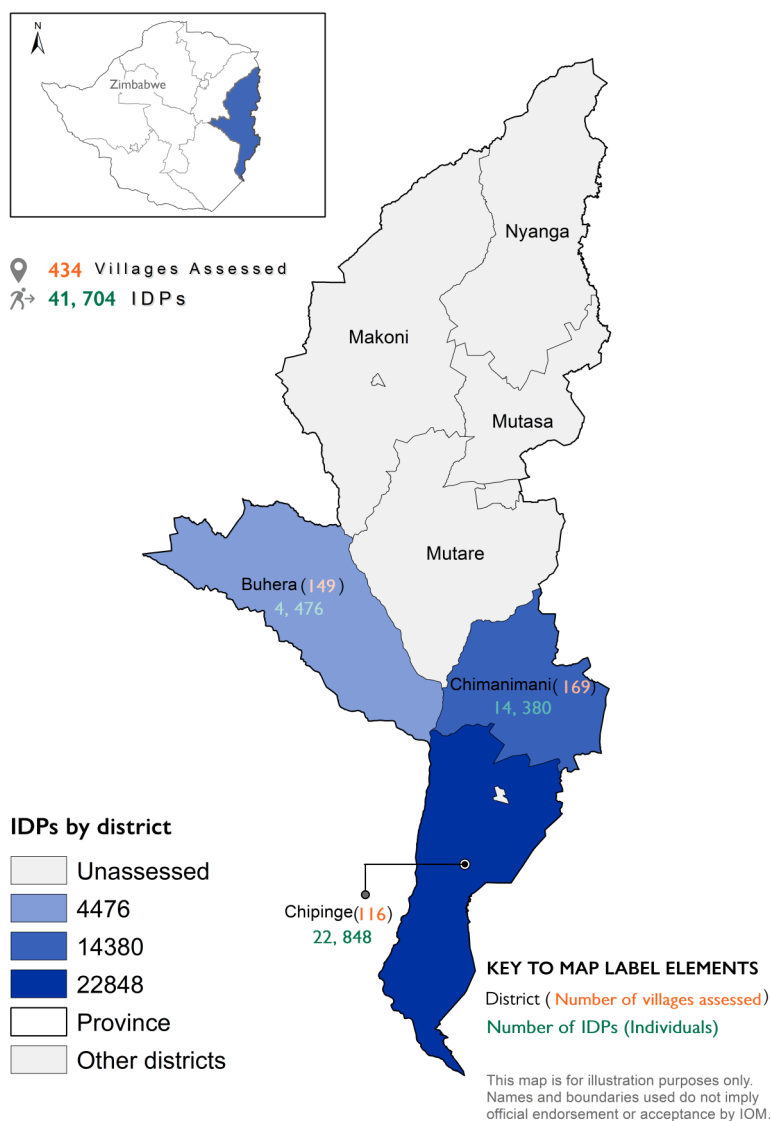 N
Zimbabwe
434 Villages Assessed
41, 704 IDPs
Nyanga
Makoni
Mutasa
Mutare
Buhera (149)
4, 476
Chimanimani( 169)
14, 380
Chipinge(116)
22, 848
IDPs by district
Unassessed
4476
14380
22848
Province
Other districts
KEY TO MAP LABEL ELEMENTS
District ( Number of villages assessed)
Number of IDPs (Individuals)
This map is for illustration purposes only.
Names and boundaries used do not imply
official endorsement or acceptance by IOM.